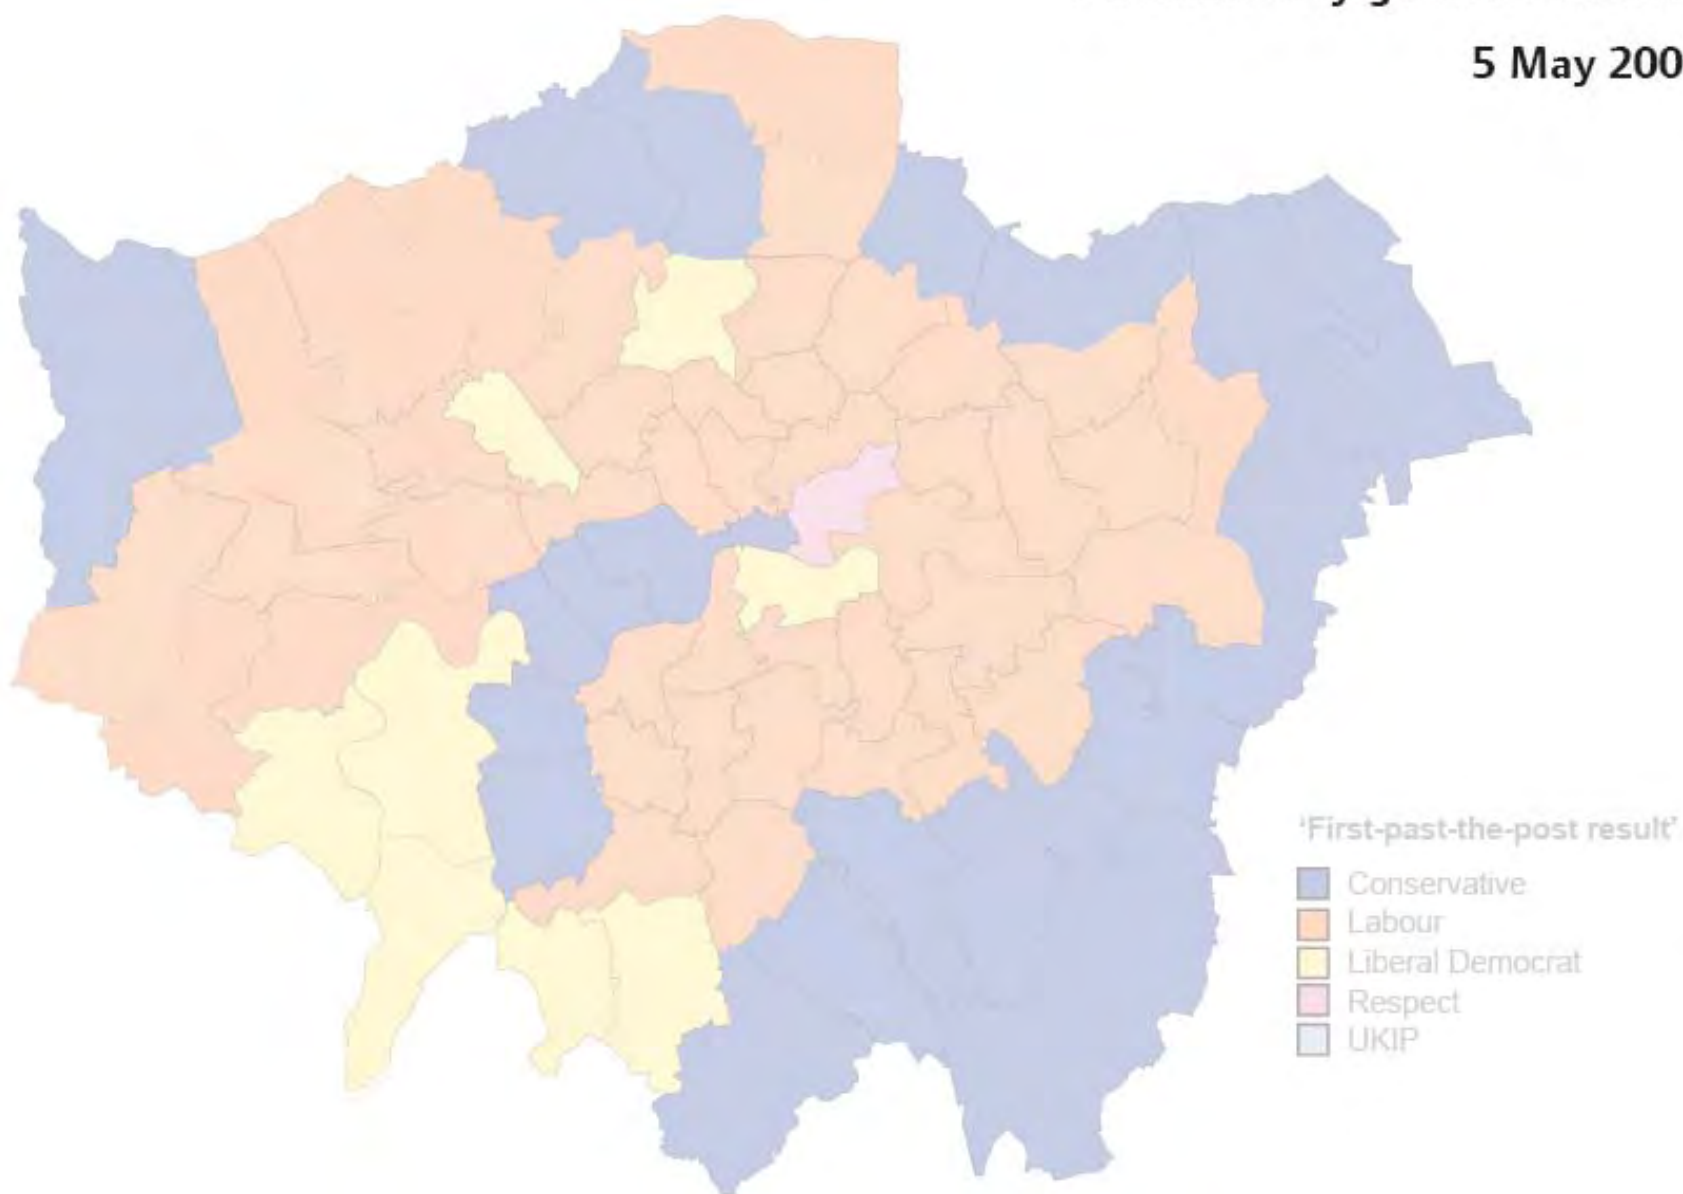 5 May 200
‘First-past-the-post result’
Conservative
Labour
Liberal Democrat
Respect
UKIP